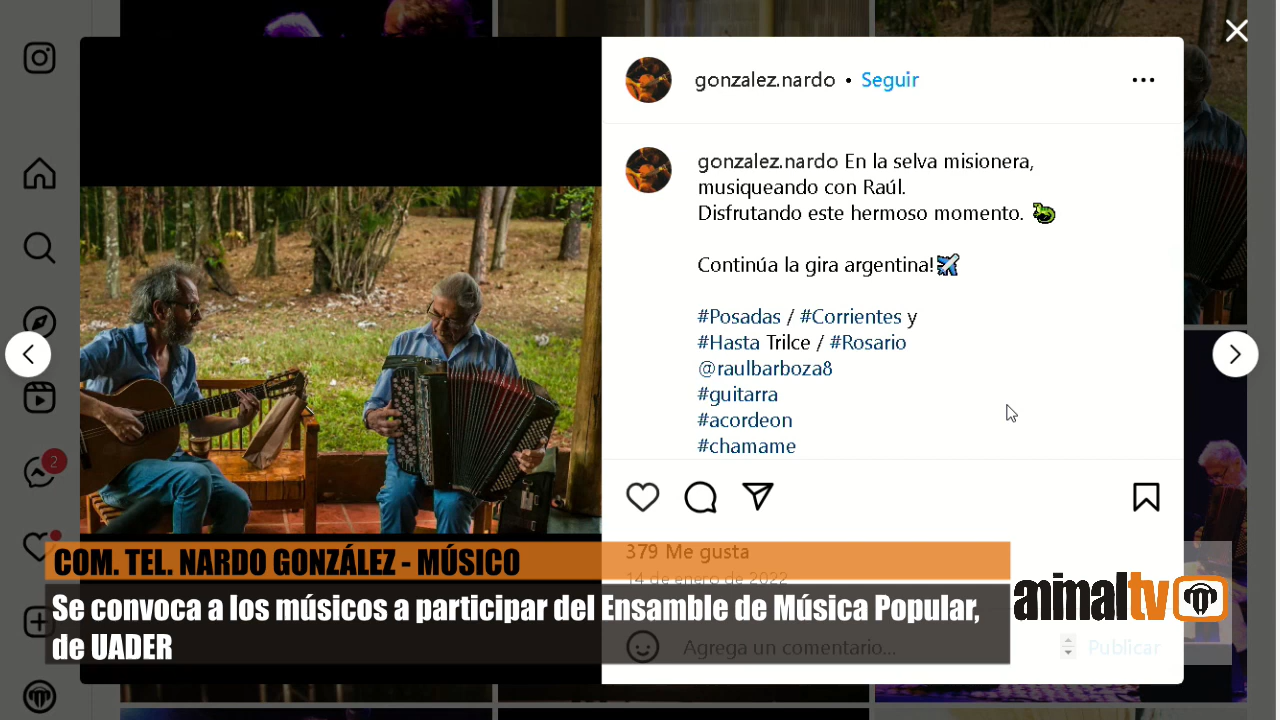 gonzalez.nardo • Seguir
gonzalez.nardo En la selva misionera,
musiqueando con Raúl.
Disfrutando este hermoso momento.
Continúa la gira argentina!
#Posadas / #Corrientes y
#Hasta Trilce / #Rosario
@raulbarboza8
#guitarra
#acordeon
#chamame
2
379 Me gusta
14 de enero de 2022
Agrega un comentario...
Publicar
COM. TEL. NARDO GONZÁLEZ - MÚSICO
Se convoca a los músicos a participar del Ensamble de Música Popular,
de UADER
animaltv